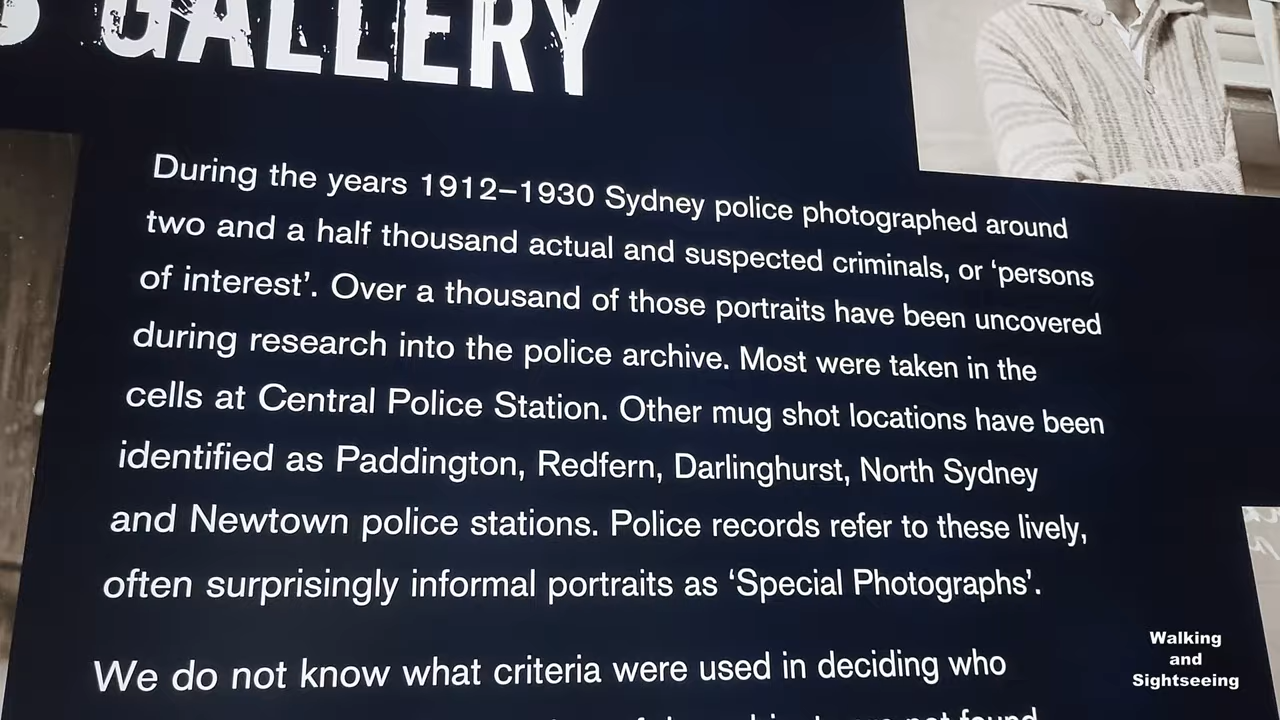 GALLERY
During the years 1912–1930 Sydney police photographed around
two and a half thousand actual and suspected criminals, or ‘persons
of interest’. Over a thousand of those portraits have been uncovered
during research into the police archive. Most were taken in the
cells at Central Police Station. Other mug shot locations have been
identified as Paddington, Redfern, Darlinghurst, North Sydney
and Newtown police stations. Police records refer to these lively,
often surprisingly informal portraits as ‘Special Photographs’.
We do not know what criteria were used in deciding who
not found
Walking
and
Sightseeing